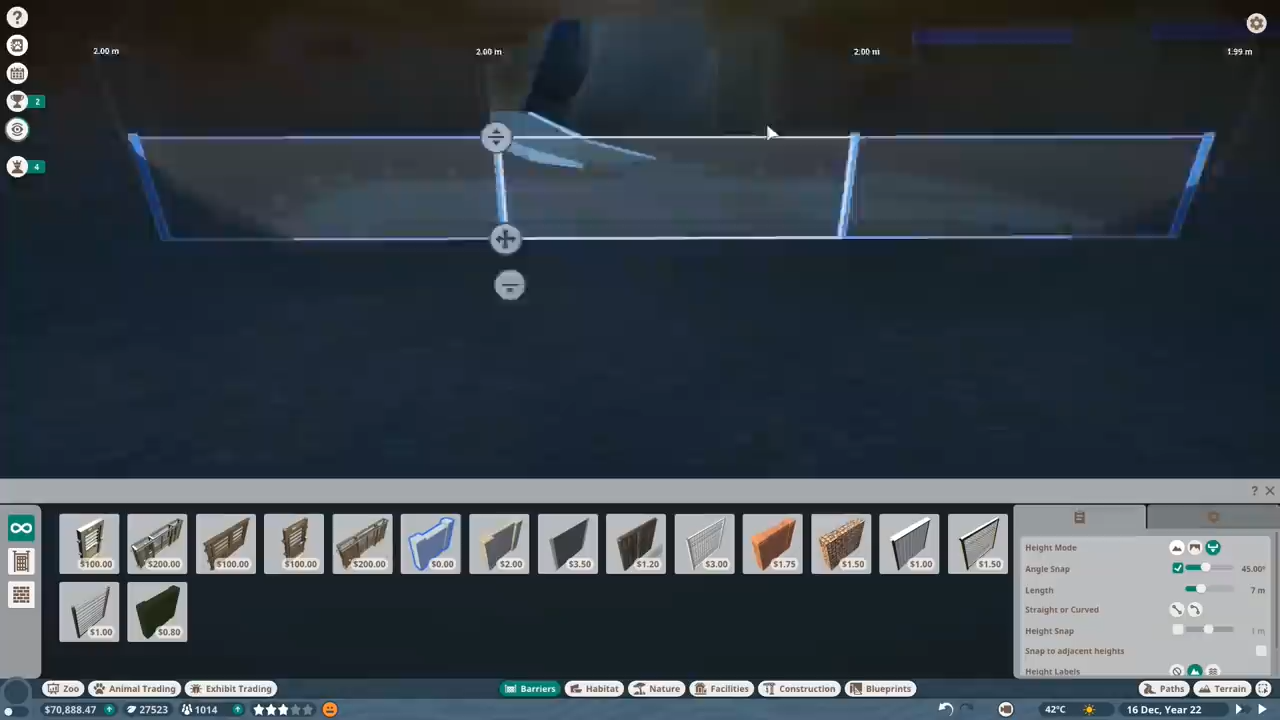 ?
2.00 m
2.00 m
2.00 m
1.99 m
2
4
?
$100.00
$200.00
$100.00
$100.00
$200.00
$0.00
$2.00
$3.50
$1.20
$3.00
$1.75
$1.50
$1.00
$1.50
$1.00
$0.80
Height Mode
Angle Snap 45.00°
Length 7 m
Straight or Curved
Height Snap 1 m
Snap to adjacent heights
Height Labels
Zoo
Animal Trading
Exhibit Trading
Barriers
Habitat
Nature
Facilities
Construction
Blueprints
Paths
Terrain
$70,888.47
27523
1014
42°C
16 Dec, Year 22